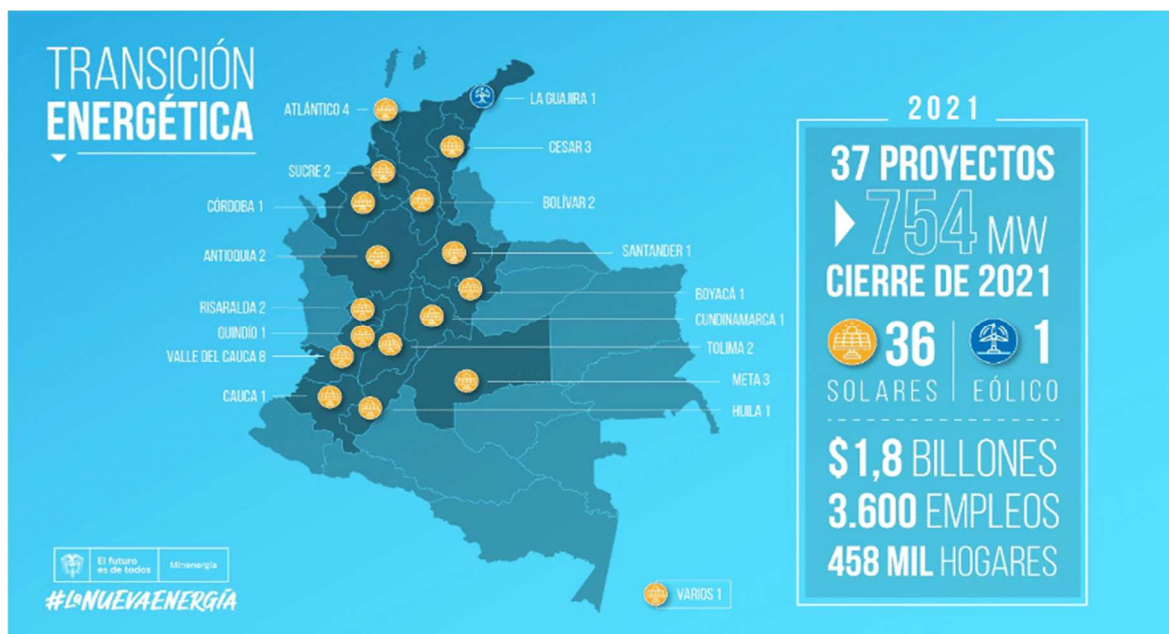 TRANSICIÓN
ENERGÉTICA
ATLÁNTICO 4
LA GUAJIRA 1
CESAR 3
SUCRE 2
CÓRDOBA 1
BOLÍVAR 2
ANTIOQUIA 2
SANTANDER 1
BOYACÁ 1
RISARALDA 2
CUNDINAMARCA 1
QUINDÍO 1
TOLIMA 2
VALLE DEL CAUCA 8
META 3
CAUCA 1
HUILA 1
VARIOS 1
2021
37 PROYECTOS
754 MW
CIERRE DE 2021
36
SOLARES
1
EÓLICO
$1,8 BILLONES
3.600 EMPLEOS
458 MIL HOGARES
El futuro
es de todos
Minenergía
#LaNUEVAENERGÍA